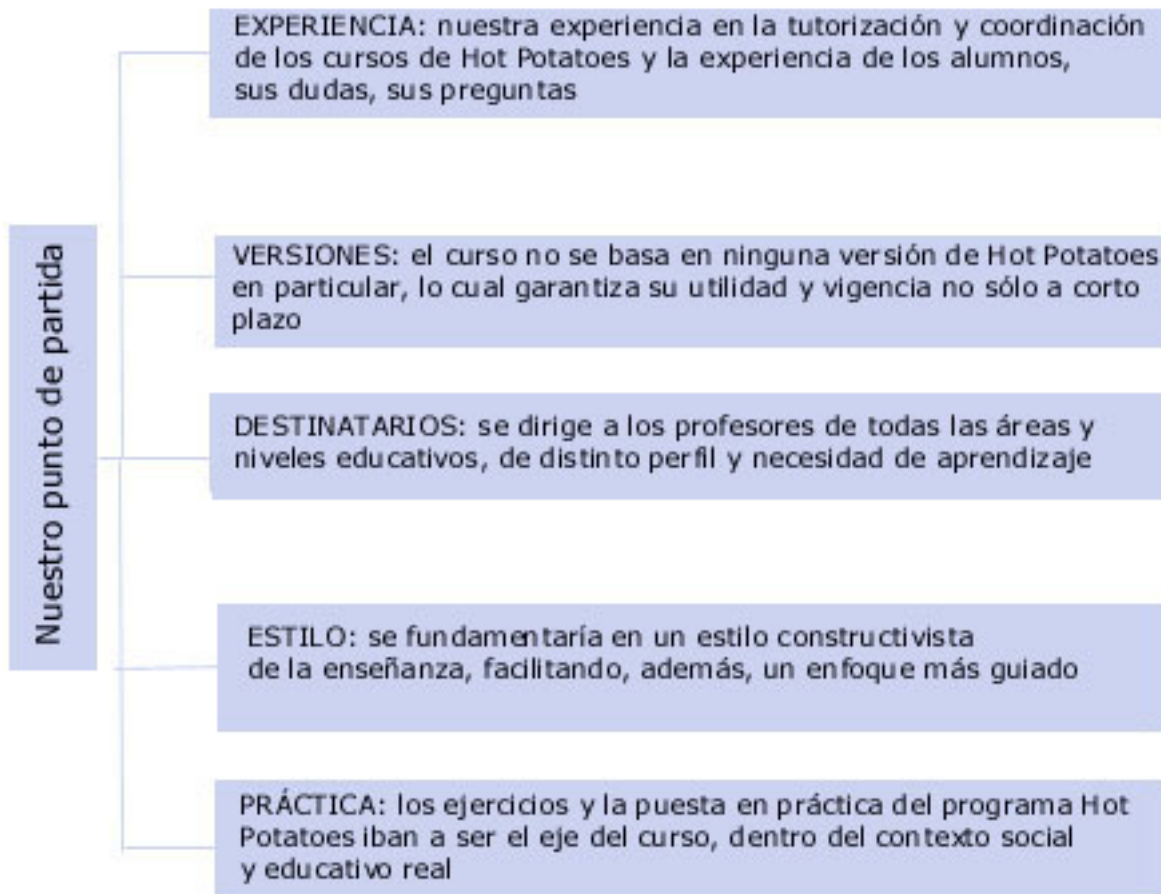 EXPERIENCIA: nuestra experiencia en la tutorización y coordinación
de los cursos de Hot Potatoes y la experiencia de los alumnos,
sus dudas, sus preguntas
Nuestro punto de partida
VERSIONES: el curso no se basa en ninguna versión de Hot Potatoes
en particular, lo cual garantiza su utilidad y vigencia no sólo a corto
plazo
DESTINATARIOS: se dirige a los profesores de todas las áreas y
niveles educativos, de distinto perfil y necesidad de aprendizaje
ESTILO: se fundamentaría en un estilo constructivista
de la enseñanza, facilitando, además, un enfoque más guiado
PRÁCTICA: los ejercicios y la puesta en práctica del programa Hot
Potatoes iban a ser el eje del curso, dentro del contexto social
y educativo real